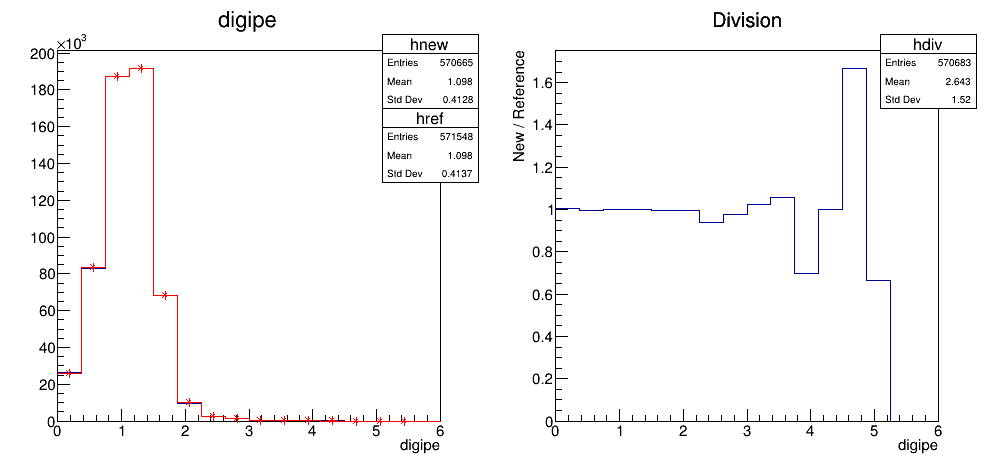 digipe
×10³
200
180
160
140
120
100
80
60
40
20
0
0 1 2 3 4 5 6
digipe
hnew
Entries 570665
Mean 1.098
Std Dev 0.4128
href
Entries 571548
Mean 1.098
Std Dev 0.4137
Division
New / Reference
1.6
1.4
1.2
1
0.8
0.6
0.4
0.2
0
0 1 2 3 4 5 6
digipe
hdiv
Entries 570683
Mean 2.643
Std Dev 1.52